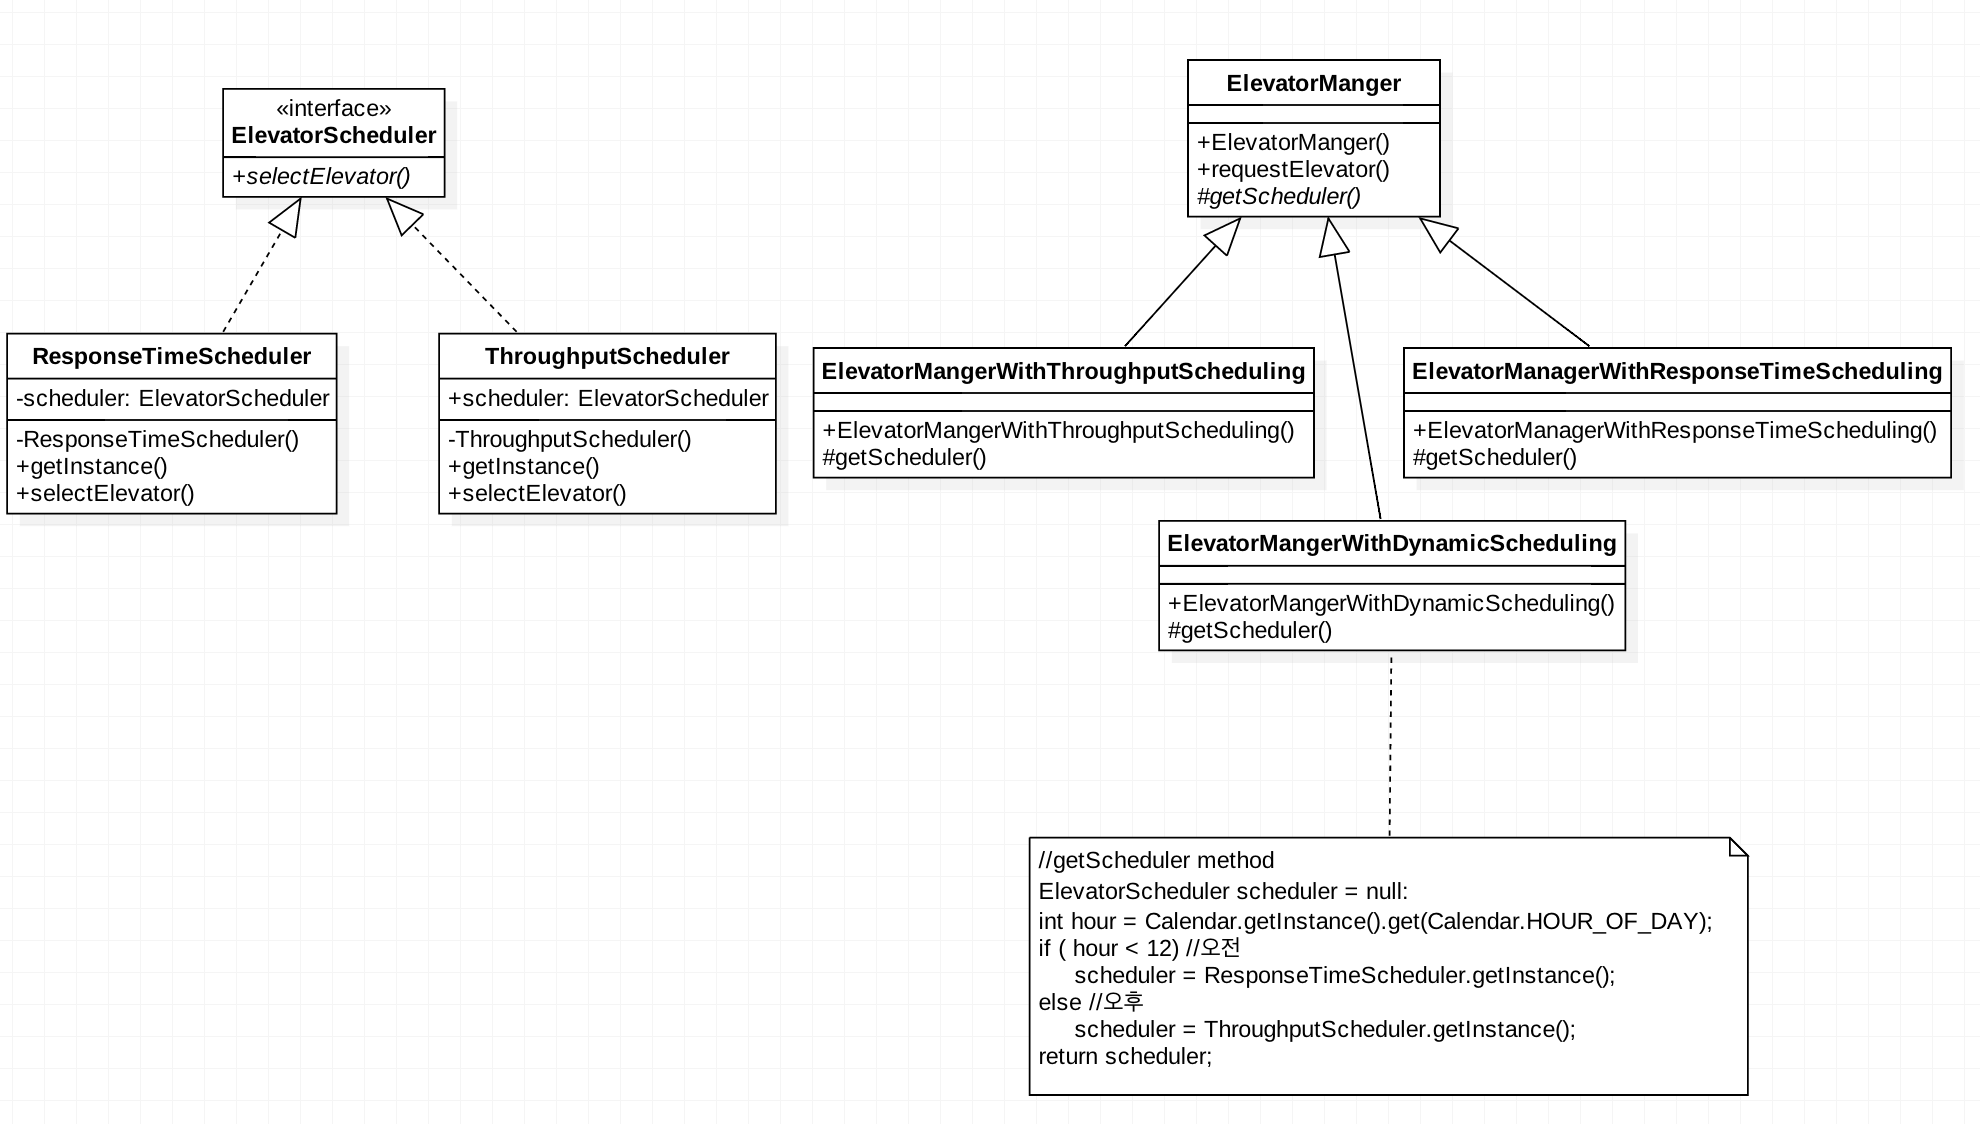 «interface»
ElevatorScheduler
+selectElevator()
ResponseTimeScheduler
-scheduler: ElevatorScheduler
-ResponseTimeScheduler()
+getInstance()
+selectElevator()
ThroughputScheduler
+scheduler: ElevatorScheduler
-ThroughputScheduler()
+getInstance()
+selectElevator()
ElevatorManger
+ElevatorManger()
+requestElevator()
#getScheduler()
ElevatorMangerWithThroughputScheduling
+ElevatorMangerWithThroughputScheduling()
#getScheduler()
ElevatorManagerWithResponseTimeScheduling
+ElevatorManagerWithResponseTimeScheduling()
#getScheduler()
ElevatorMangerWithDynamicScheduling
+ElevatorMangerWithDynamicScheduling()
#getScheduler()
//getScheduler method
ElevatorScheduler scheduler = null:
int hour = Calendar.getInstance().get(Calendar.HOUR_OF_DAY);
if ( hour < 12) //오전
scheduler = ResponseTimeScheduler.getInstance();
else //오후
scheduler = ThroughputScheduler.getInstance();
return scheduler;